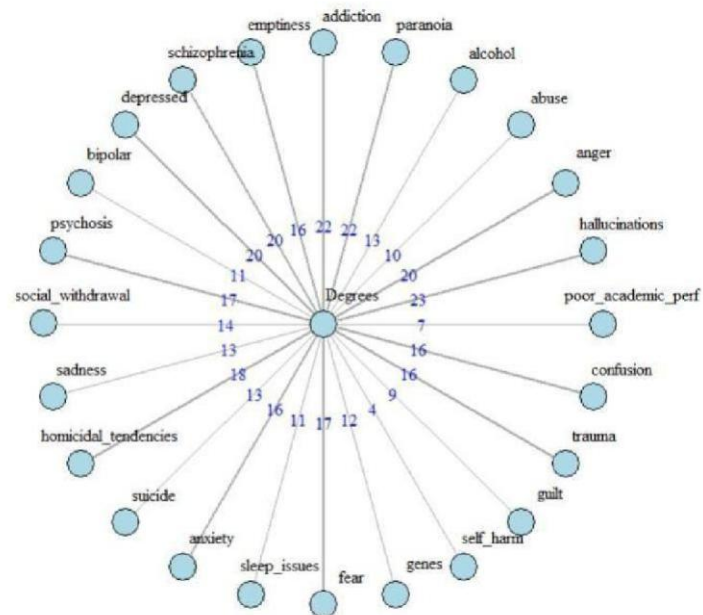 addiction
emptiness
paranoia
schizophrenia
alcohol
depressed
abuse
bipolar
anger
psychosis
hallucinations
social_withdrawal
poor_academic_perf
sadness
confusion
homicidal_tendencies
trauma
suicide
guilt
anxiety
self_harm
sleep_issues
genes
fear
Degrees
16
22
22
13
20
10
20
20
11
23
17
14
7
13
16
18
16
13
9
16
4
11
17
12